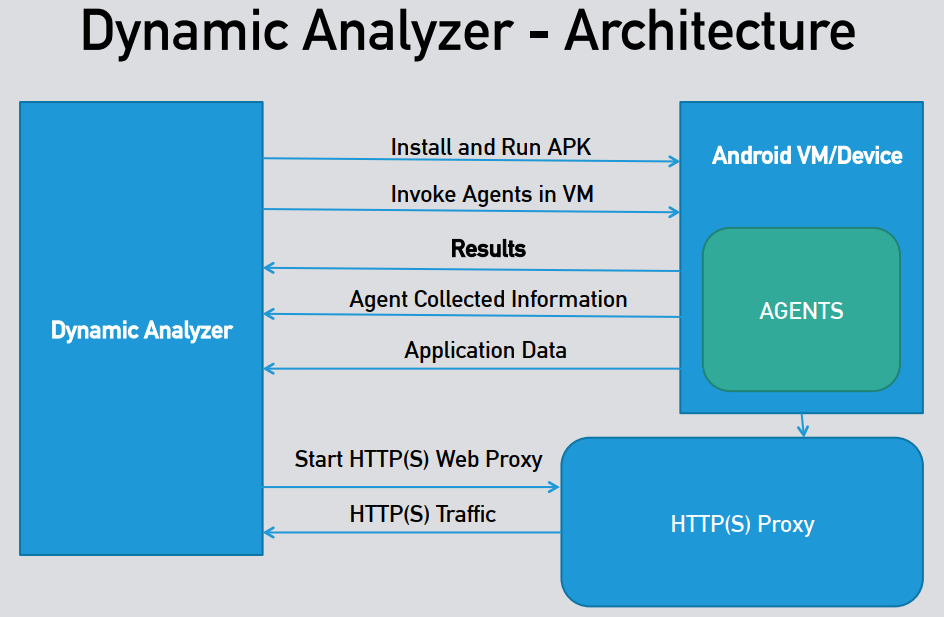 Dynamic Analyzer - Architecture
Install and Run APK
Android VM/Device
Invoke Agents in VM
Results
Agent Collected Information
AGENTS
Dynamic Analyzer
Application Data
Start HTTP(S) Web Proxy
HTTP(S) Traffic
HTTP(S) Proxy